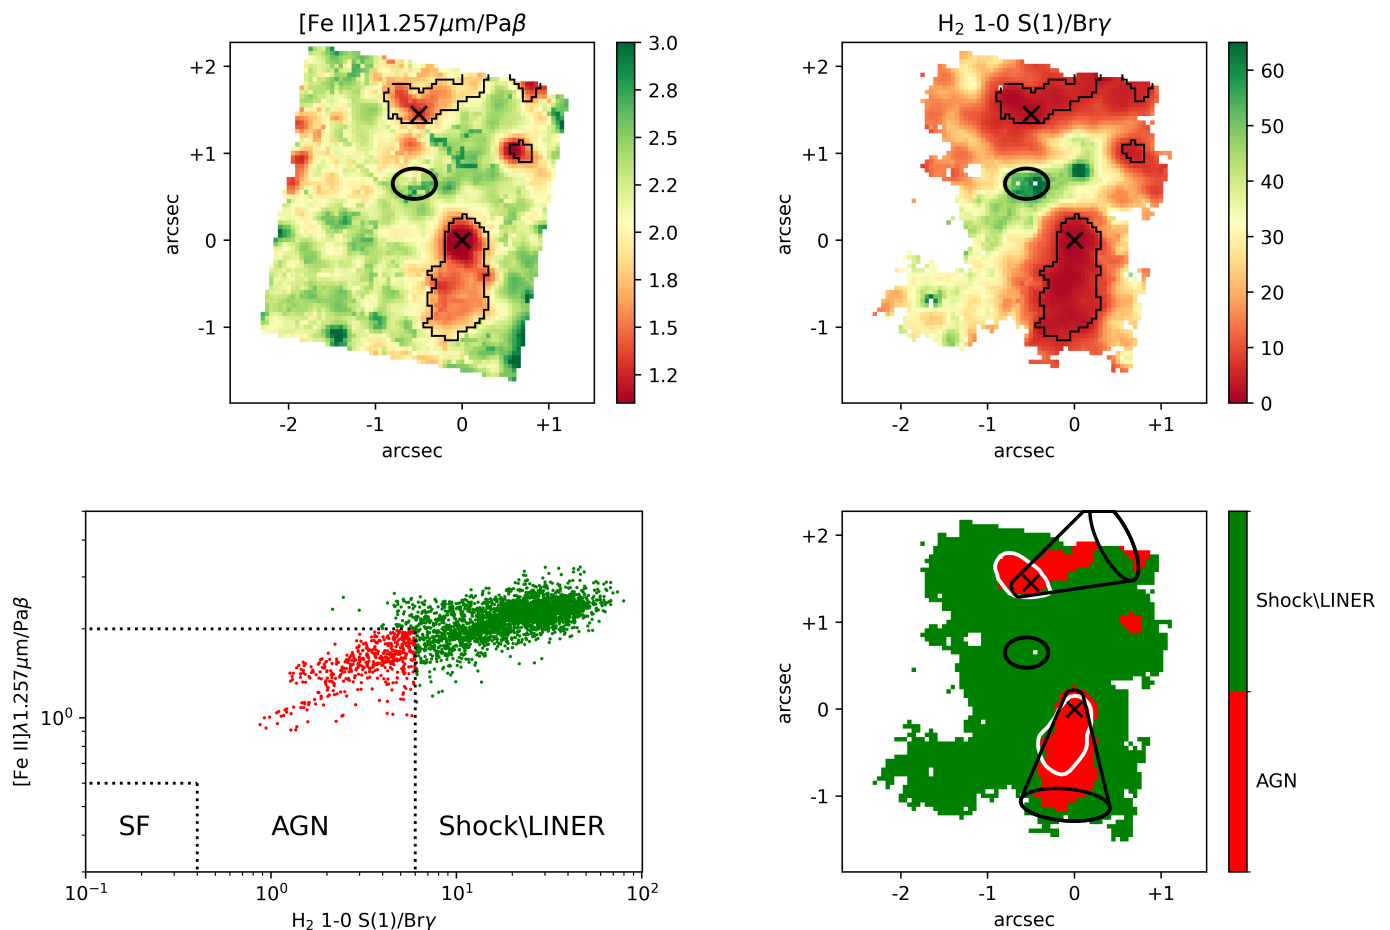 [Fe II]λ1.257μm/Paβ
+2
+1
0
-1
arcsec
-2
-1
0
+1
arcsec
3.0
2.8
2.5
2.2
2.0
1.8
1.5
1.2
H₂ 1-0 S(1)/Brγ
+2
+1
0
-1
arcsec
-2
-1
0
+1
arcsec
60
50
40
30
20
10
0
[Fe II]λ1.257μm/Paβ
10⁰
SF
AGN
Shock\LINER
10⁻¹
10⁰
10¹
10²
H₂ 1-0 S(1)/Brγ
+2
+1
0
-1
arcsec
-2
-1
0
+1
arcsec
Shock\LINER
AGN